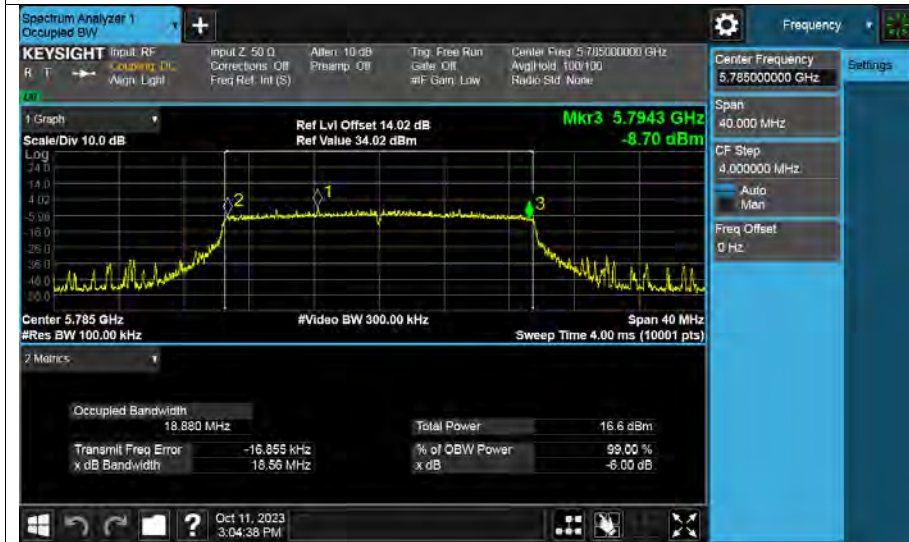 Spectrum Analyzer 1
Occupied BW
+
Frequency
KEYSIGHT Input: RF
R T
Coupling: DC
Align: Light
Input Z: 50 Ω
Corrections: Off
Freq Ref: Int (S)
Atten: 10 dB
Preamp: Off
Trig: Free Run
Gate: Off
#IF Gain: Low
Center Freq: 5.785000000 GHz
Avg|Hold: 100/100
Radio Std: None
Center Frequency
5.785000000 GHz
Settings
Span
40.000 MHz
CF Step
4.000000 MHz
Auto
Man
Freq Offset
0 Hz
1 Graph
Scale/Div 10.0 dB
Ref Lvl Offset 14.02 dB
Ref Value 34.02 dBm
Mkr3 5.7943 GHz
-8.70 dBm
Log
24.0
14.0
4.02
-5.98
-16.0
-26.0
-36.0
-46.0
-56.0
2
1
3
Center 5.785 GHz
#Res BW 100.00 kHz
#Video BW 300.00 kHz
Span 40 MHz
Sweep Time 4.00 ms (10001 pts)
2 Metrics
Occupied Bandwidth
18.880 MHz
Total Power 16.6 dBm
Transmit Freq Error -16.855 kHz
% of OBW Power 99.00 %
x dB Bandwidth 18.56 MHz
x dB -6.00 dB
?
Oct 11, 2023
3:04:38 PM